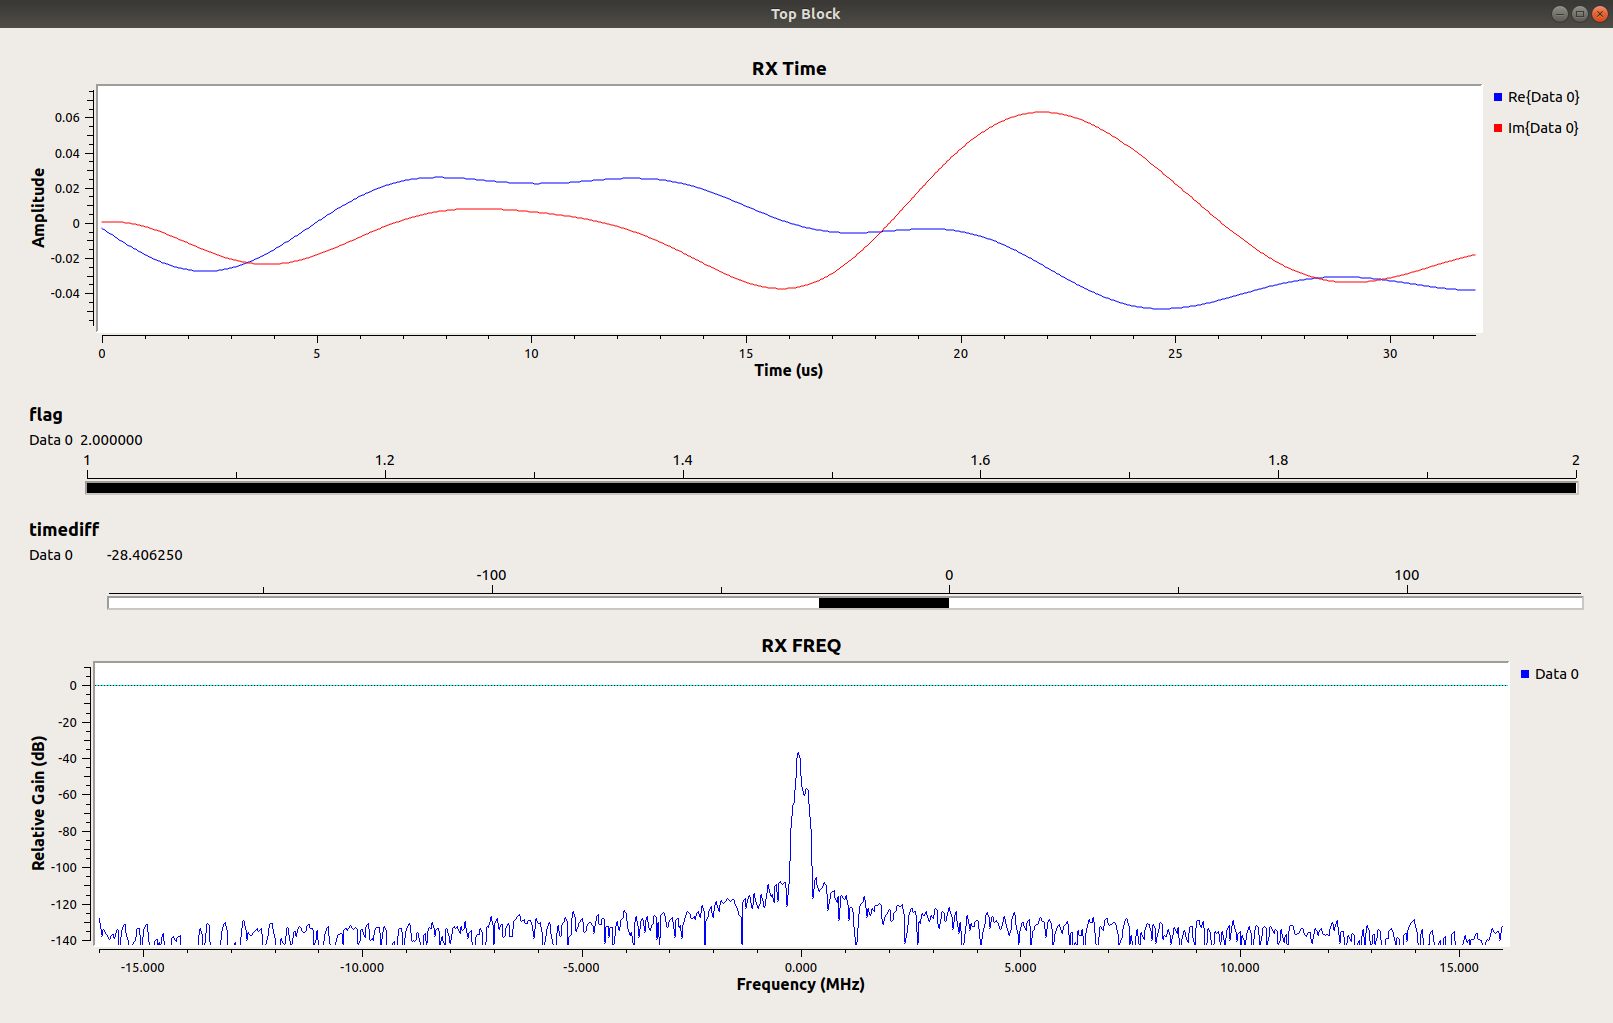 Top Block
RX Time
Re{Data 0}
Im{Data 0}
Amplitude
0.06
0.04
0.02
0
-0.02
-0.04
0 5 10 15 20 25 30
Time (us)
flag
Data 0 2.000000
1 1.2 1.4 1.6 1.8 2
timediff
Data 0 -28.406250
-100 0 100
RX FREQ
Data 0
Relative Gain (dB)
0
-20
-40
-60
-80
-100
-120
-140
-15.000 -10.000 -5.000 0.000 5.000 10.000 15.000
Frequency (MHz)